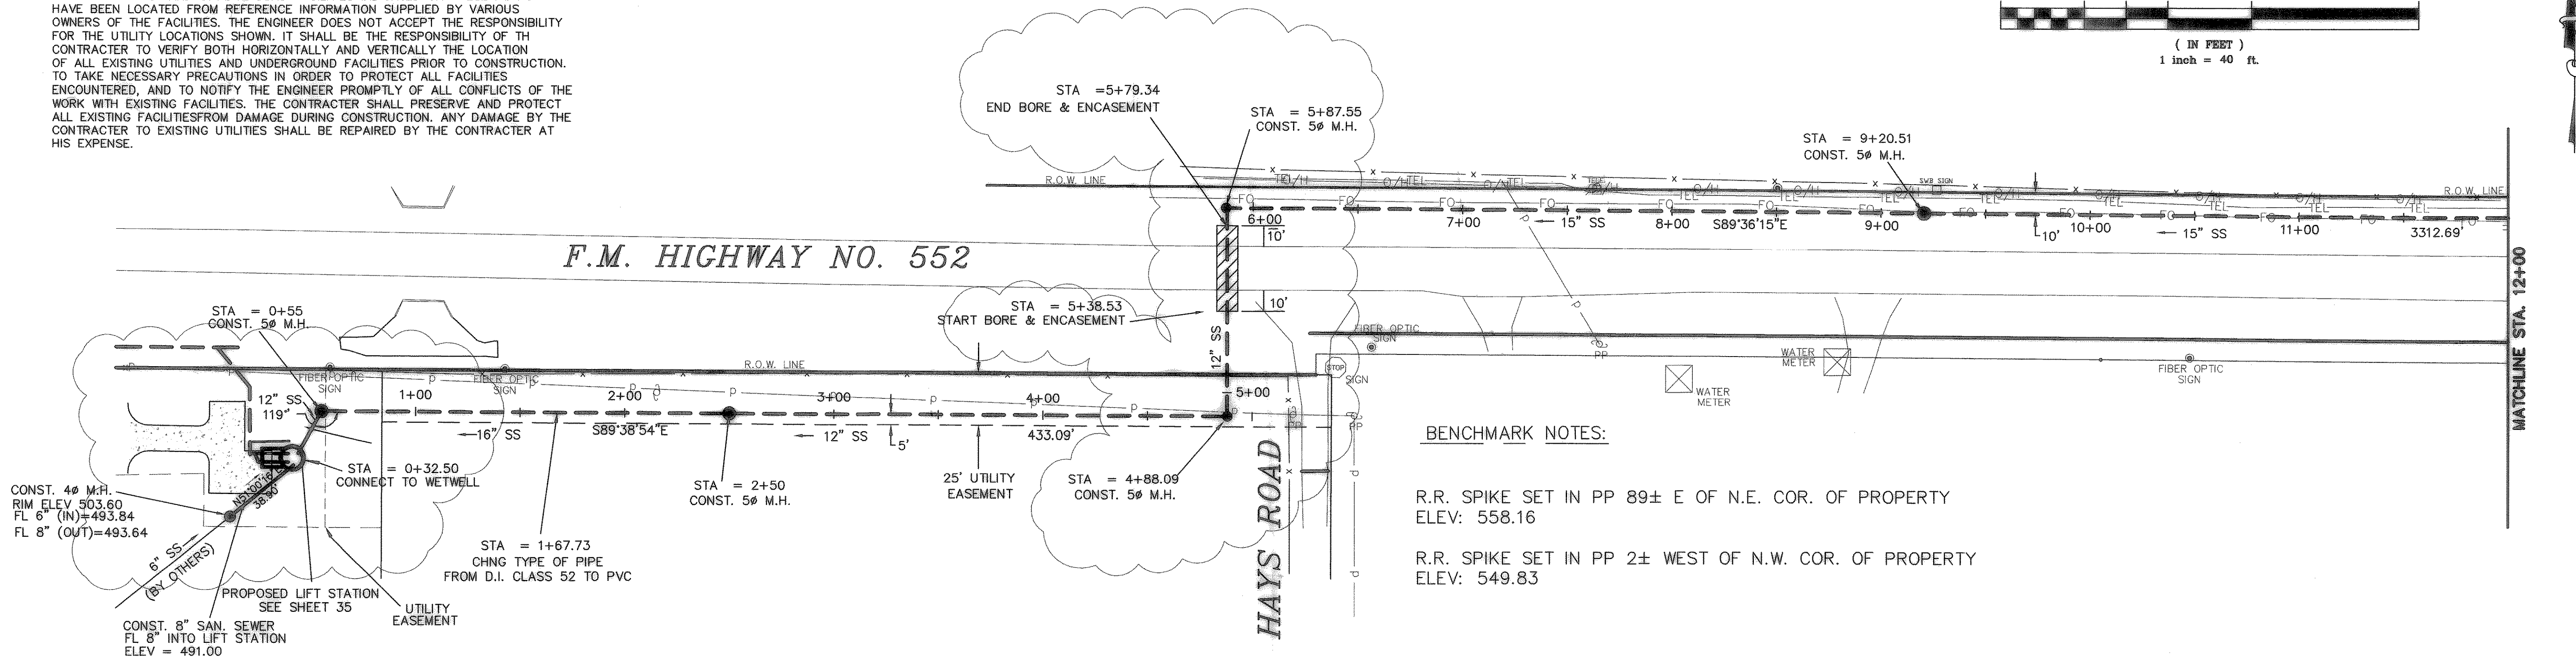 HAVE BEEN LOCATED FROM REFERENCE INFORMATION SUPPLIED BY VARIOUS
OWNERS OF THE FACILITIES. THE ENGINEER DOES NOT ACCEPT THE RESPONSIBILITY
FOR THE UTILITY LOCATIONS SHOWN. IT SHALL BE THE RESPONSIBILITY OF TH
CONTRACTER TO VERIFY BOTH HORIZONTALLY AND VERTICALLY THE LOCATION
OF ALL EXISTING UTILITIES AND UNDERGROUND FACILITIES PRIOR TO CONSTRUCTION.
TO TAKE NECESSARY PRECAUTIONS IN ORDER TO PROTECT ALL FACILITIES
ENCOUNTERED, AND TO NOTIFY THE ENGINEER PROMPTLY OF ALL CONFLICTS OF THE
WORK WITH EXISTING FACILITIES. THE CONTRACTER SHALL PRESERVE AND PROTECT
ALL EXISTING FACILITIESFROM DAMAGE DURING CONSTRUCTION. ANY DAMAGE BY THE
CONTRACTER TO EXISTING UTILITIES SHALL BE REPAIRED BY THE CONTRACTER AT
HIS EXPENSE.
( IN FEET )
1 inch = 40 ft.
STA =5+79.34
END BORE & ENCASEMENT
STA = 5+87.55
CONST. 5ø M.H.
STA = 9+20.51
CONST. 5ø M.H.
R.O.W. LINE
SWB SIGN
R.O.W. LINE
6+00
7+00
15" SS
8+00
S89°36'15"E
9+00
10'
10+00
15" SS
11+00
3312.69'
10'
F.M. HIGHWAY NO. 552
10'
STA = 5+38.53
START BORE & ENCASEMENT
12" SS
MATCHLINE STA. 12+00
STA = 0+55
CONST. 5ø M.H.
R.O.W. LINE
FIBER OPTIC
SIGN
FIBER OPTIC
SIGN
FIBER OPTIC
SIGN
PP
STOP
SIGN
WATER
METER
WATER
METER
FIBER OPTIC
SIGN
12" SS
119°'
1+00
2+00
3+00
4+00
5+00
16" SS
S89°38'54"E
12" SS
5'
433.09'
PP
STA = 0+32.50
CONNECT TO WETWELL
STA = 2+50
CONST. 5ø M.H.
25' UTILITY
EASEMENT
STA = 4+88.09
CONST. 5ø M.H.
HAYS ROAD
CONST. 4ø M.H.
RIM ELEV 503.60
FL 6" (IN)=493.84
FL 8" (OUT)=493.64
38.90'
6" SS
(BY OTHERS)
STA = 1+67.73
CHNG TYPE OF PIPE
FROM D.I. CLASS 52 TO PVC
PROPOSED LIFT STATION
SEE SHEET 35
UTILITY
EASEMENT
CONST. 8" SAN. SEWER
FL 8" INTO LIFT STATION
ELEV = 491.00
BENCHMARK NOTES:
R.R. SPIKE SET IN PP 89± E OF N.E. COR. OF PROPERTY
ELEV: 558.16
R.R. SPIKE SET IN PP 2± WEST OF N.W. COR. OF PROPERTY
ELEV: 549.83